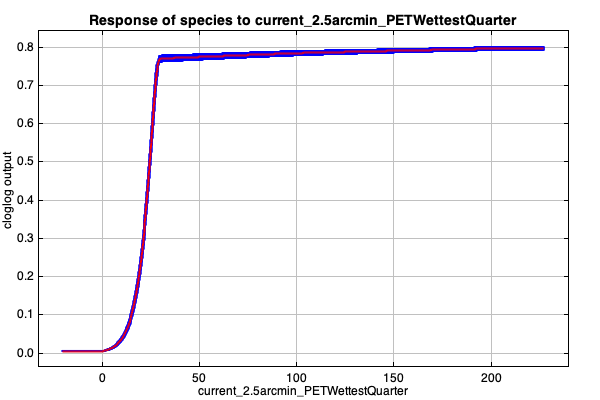 Response of species to current_2.5arcmin_PETWettestQuarter
cloglog output
0.8
0.7
0.6
0.5
0.4
0.3
0.2
0.1
0.0
0 50 100 150 200
current_2.5arcmin_PETWettestQuarter